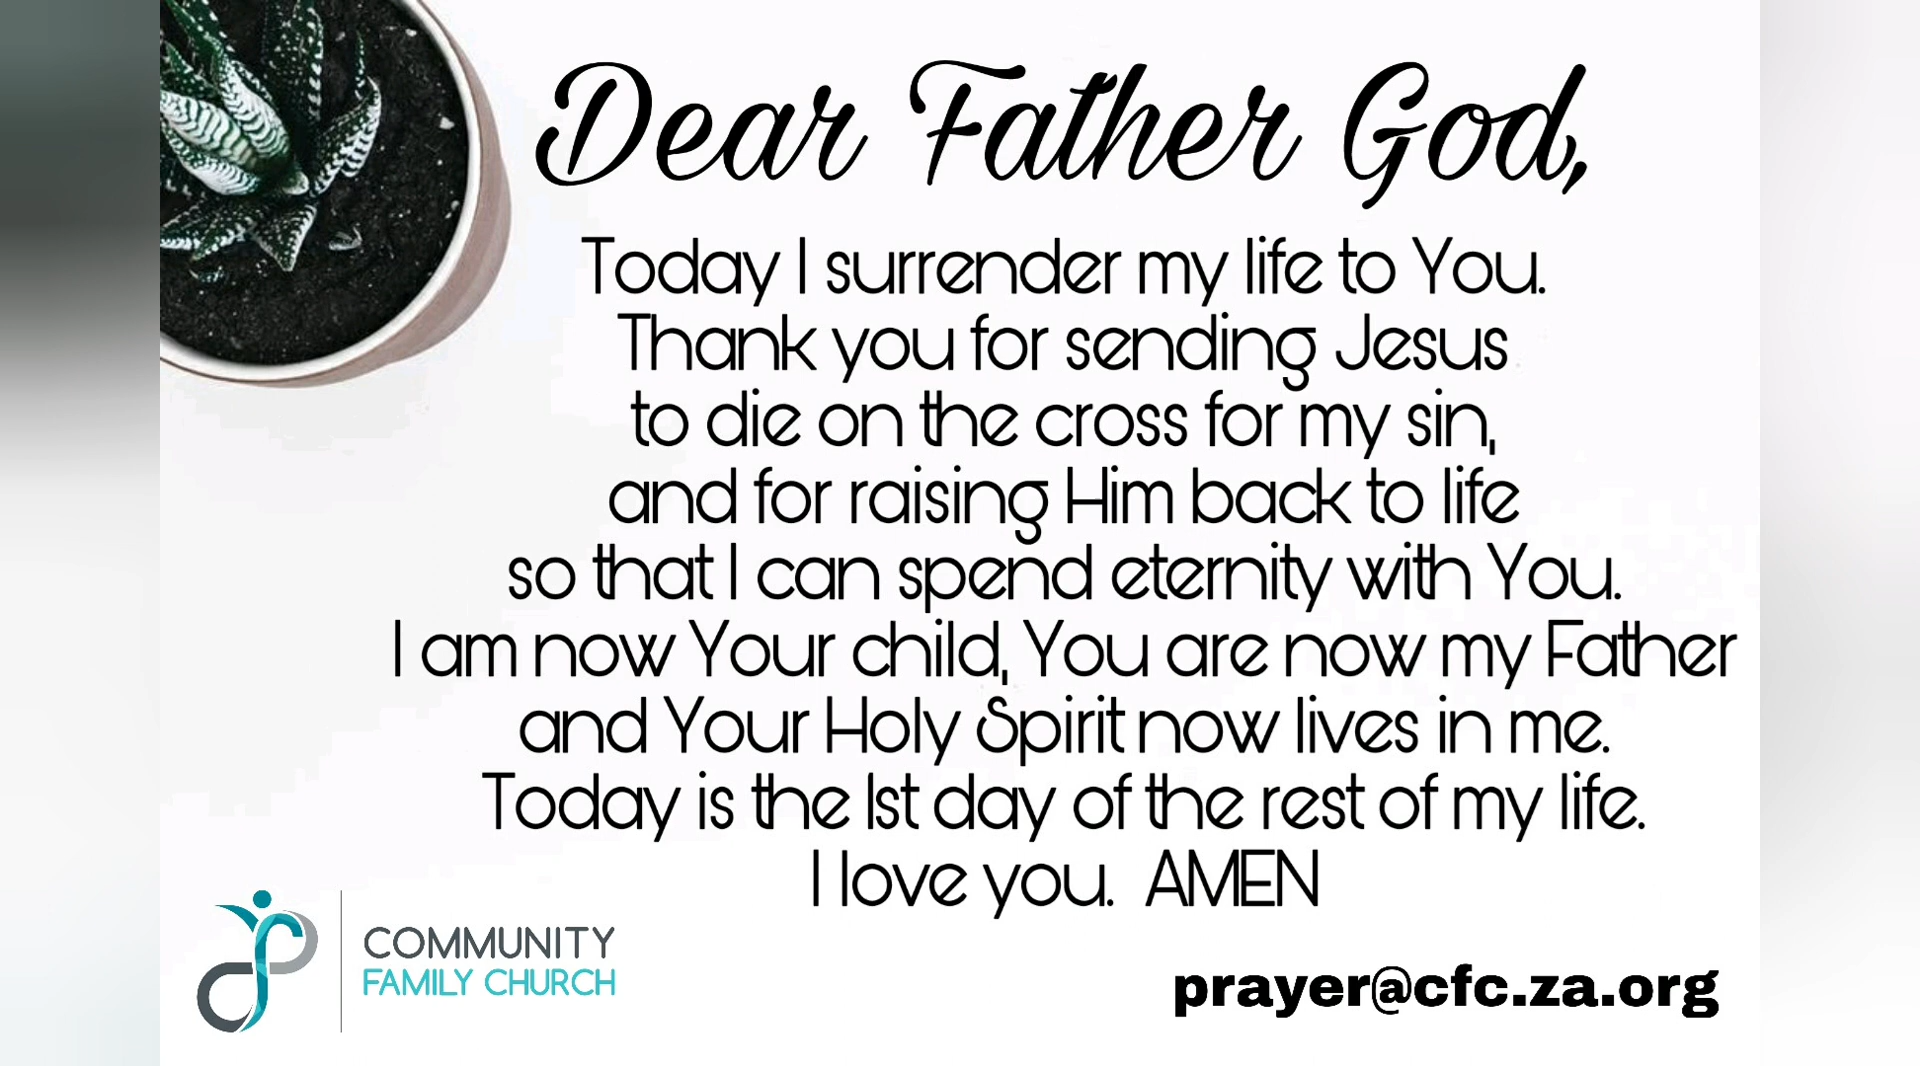 Dear Father God,
Today I surrender my life to You.
Thank you for sending Jesus
to die on the cross for my sin,
and for raising Him back to life
so that I can spend eternity with You.
I am now Your child, You are now my Father
and Your Holy Spirit now lives in me.
Today is the 1st day of the rest of my life.
I love you. AMEN
COMMUNITY
FAMILY CHURCH
prayer@cfc.za.org